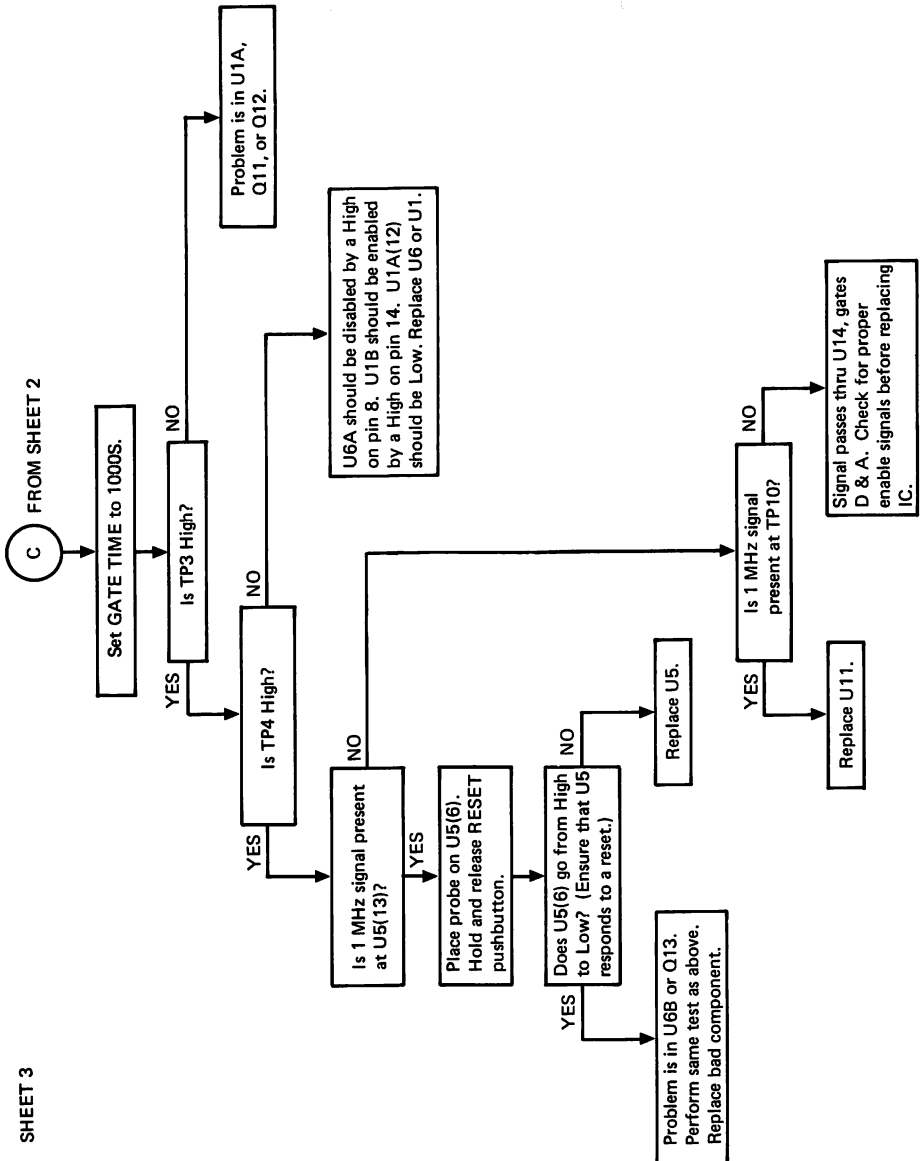 SHEET 3
C
FROM SHEET 2
Set GATE TIME to 1000S.
Is TP3 High?
YES
NO
Problem is in U1A,
Q11, or Q12.
Is TP4 High?
YES
NO
U6A should be disabled by a High
on pin 8. U1B should be enabled
by a High on pin 14. U1A(12)
should be Low. Replace U6 or U1.
Is 1 MHz signal present
at U5(13)?
NO
YES
Place probe on U5(6).
Hold and release RESET
pushbutton.
Does U5(6) go from High
to Low? (Ensure that U5
responds to a reset.)
YES
NO
Problem is in U6B or Q13.
Perform same test as above.
Replace bad component.
Replace U5.
Is 1 MHz signal
present at TP10?
YES
NO
Replace U11.
Signal passes thru U14, gates
D & A. Check for proper
enable signals before replacing
IC.